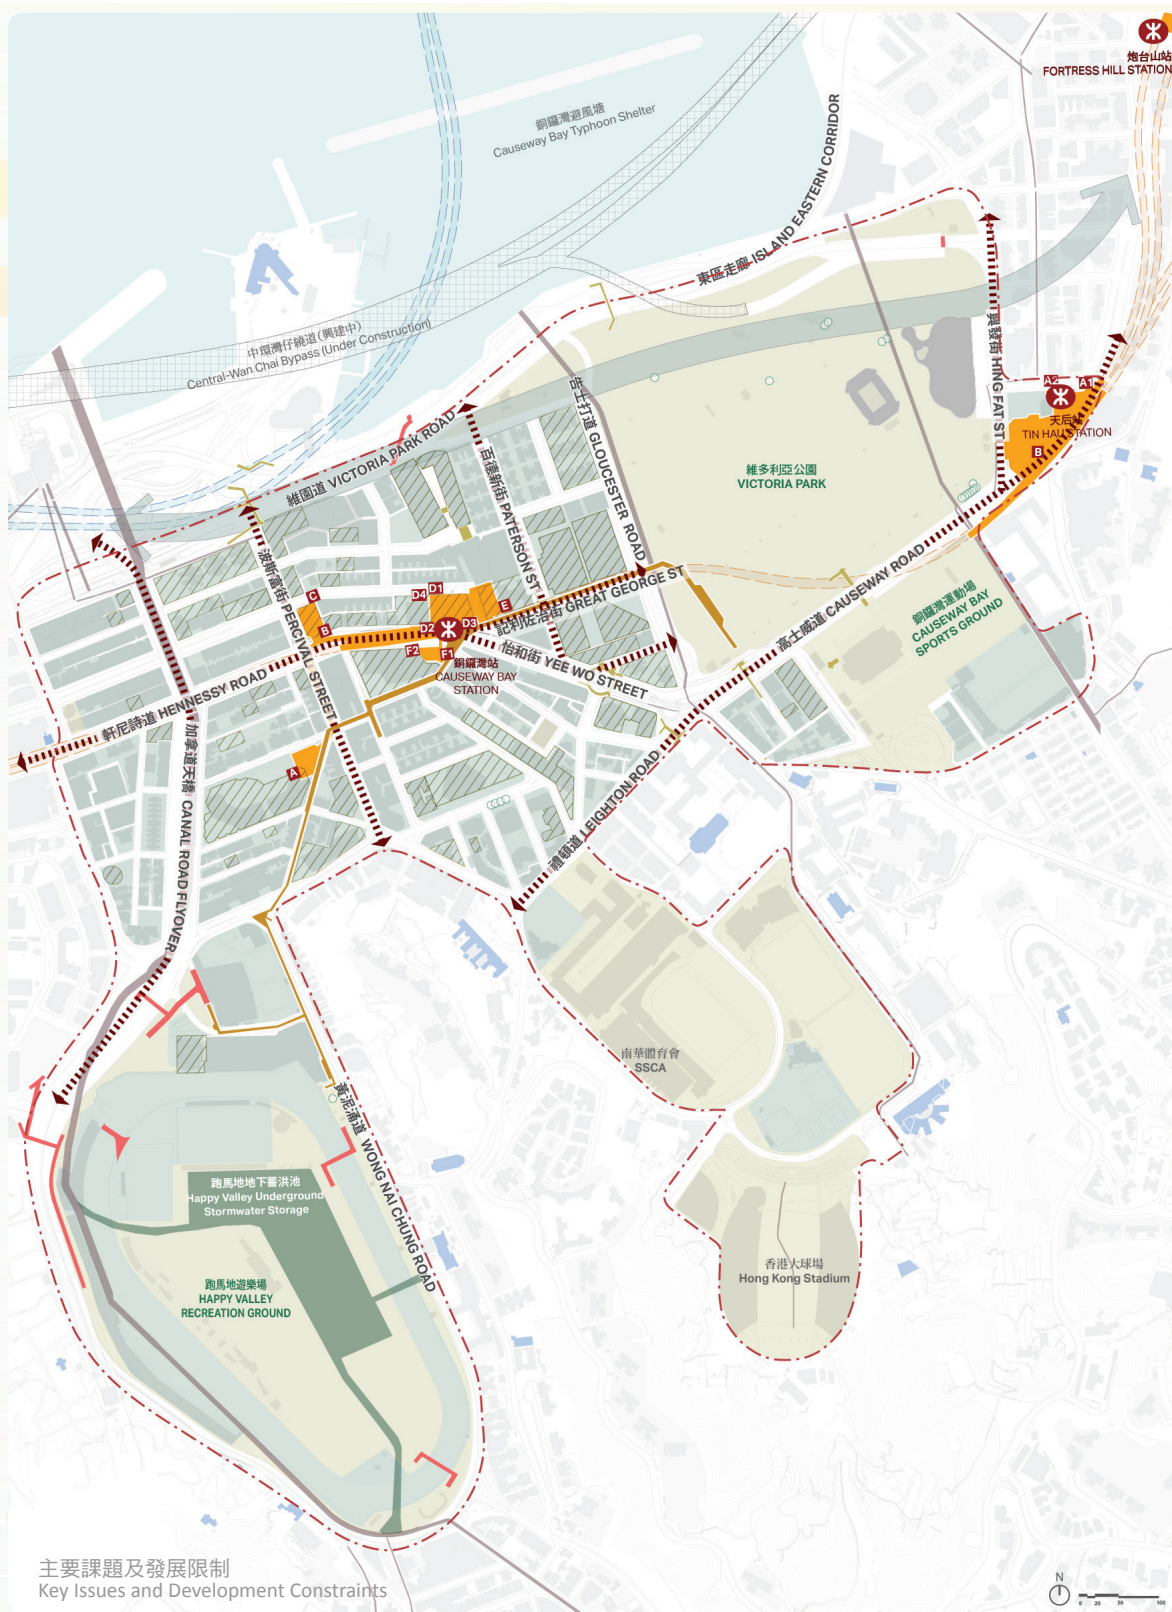 炮台山站
FORTRESS HILL STATION
銅鑼灣避風塘
Causeway Bay Typhoon Shelter
東區走廊 ISLAND EASTERN CORRIDOR
中環灣仔繞道(興建中)
Central-Wan Chai Bypass (Under Construction)
興發街 HING FAT ST
A2
A1
天后站
TIN HAU STATION
B
告士打道 GLOUCESTER ROAD
維園道 VICTORIA PARK ROAD
百德新街 PATERSON ST
維多利亞公園
VICTORIA PARK
波斯富街 PERCIVAL STREET
C
B
D4
D1
E
D2
D3
F2
F1
記利佐治街 GREAT GEORGE ST
銅鑼灣站
CAUSEWAY BAY
STATION
怡和街 YEE WO STREET
高士威道 CAUSEWAY ROAD
銅鑼灣運動場
CAUSEWAY BAY
SPORTS GROUND
軒尼詩道 HENNESSY ROAD
A
加拿道天橋 CANAL ROAD FLYOVER
禮頓道 LEIGHTON ROAD
南華體育會
SSCA
黃泥涌道 WONG NAI CHUNG ROAD
跑馬地地下蓄洪池
Happy Valley Underground
Stormwater Storage
跑馬地遊樂場
HAPPY VALLEY
RECREATION GROUND
香港大球場
Hong Kong Stadium
主要課題及發展限制
Key Issues and Development Constraints
N
0 20 50 100